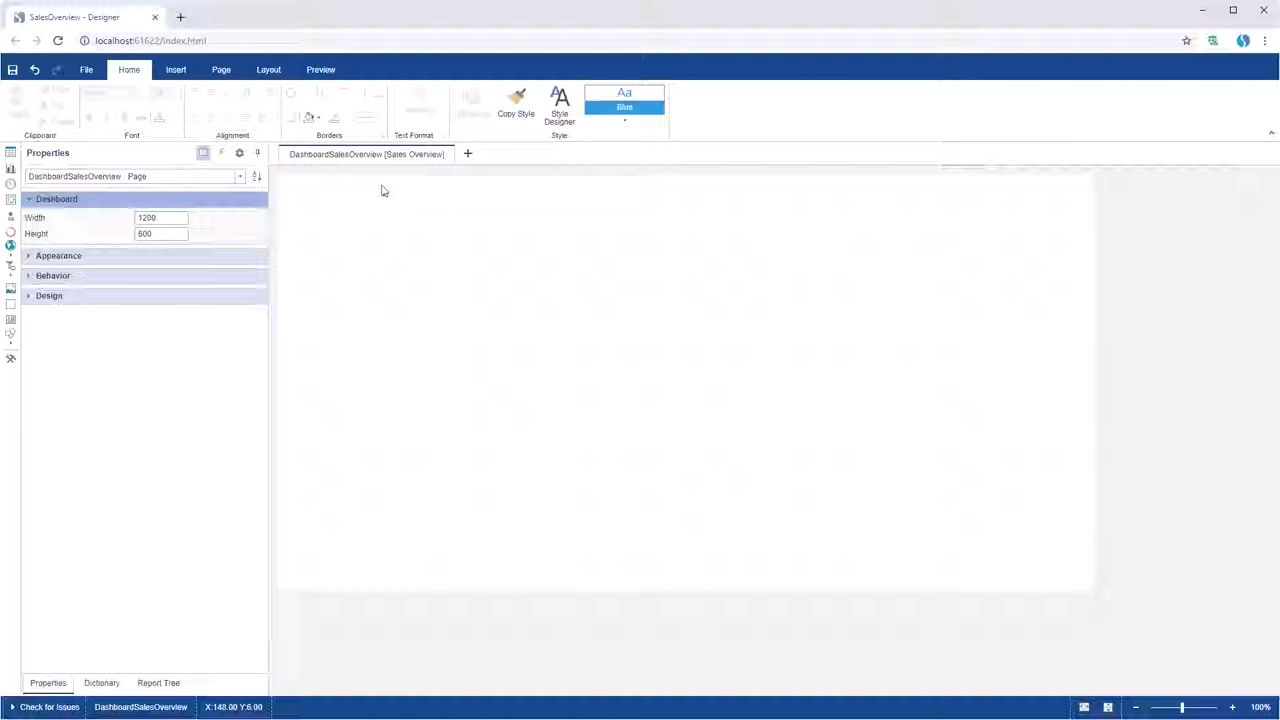 SalesOverview - Designer
localhost:61622/index.html
File
Home
Insert
Page
Layout
Preview
Copy Style
Style
Designer
Aa
Blue
Clipboard
Font
Alignment
Borders
Text Format
Style
Properties
DashboardSalesOverview [Sales Overview]
DashboardSalesOverview Page
Dashboard
Width
1200
Height
600
Appearance
Behavior
Design
Properties
Dictionary
Report Tree
Check for Issues
DashboardSalesOverview
X:148.00 Y:6.00
100%